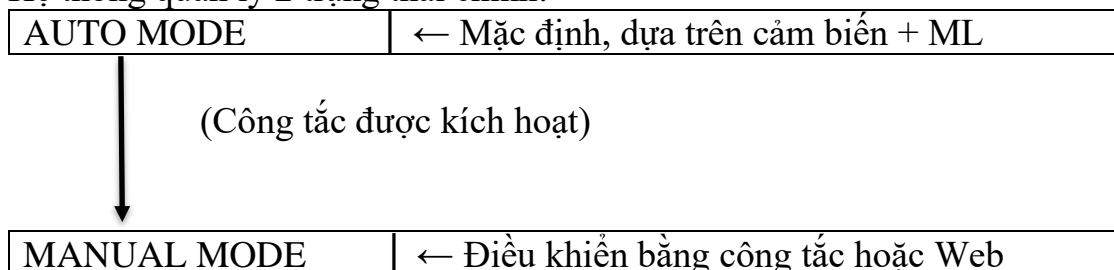 AUTO MODE ← Mặc định, dựa trên cảm biến + ML
(Công tắc được kích hoạt)
MANUAL MODE ← Điều khiển bằng công tắc hoặc Web